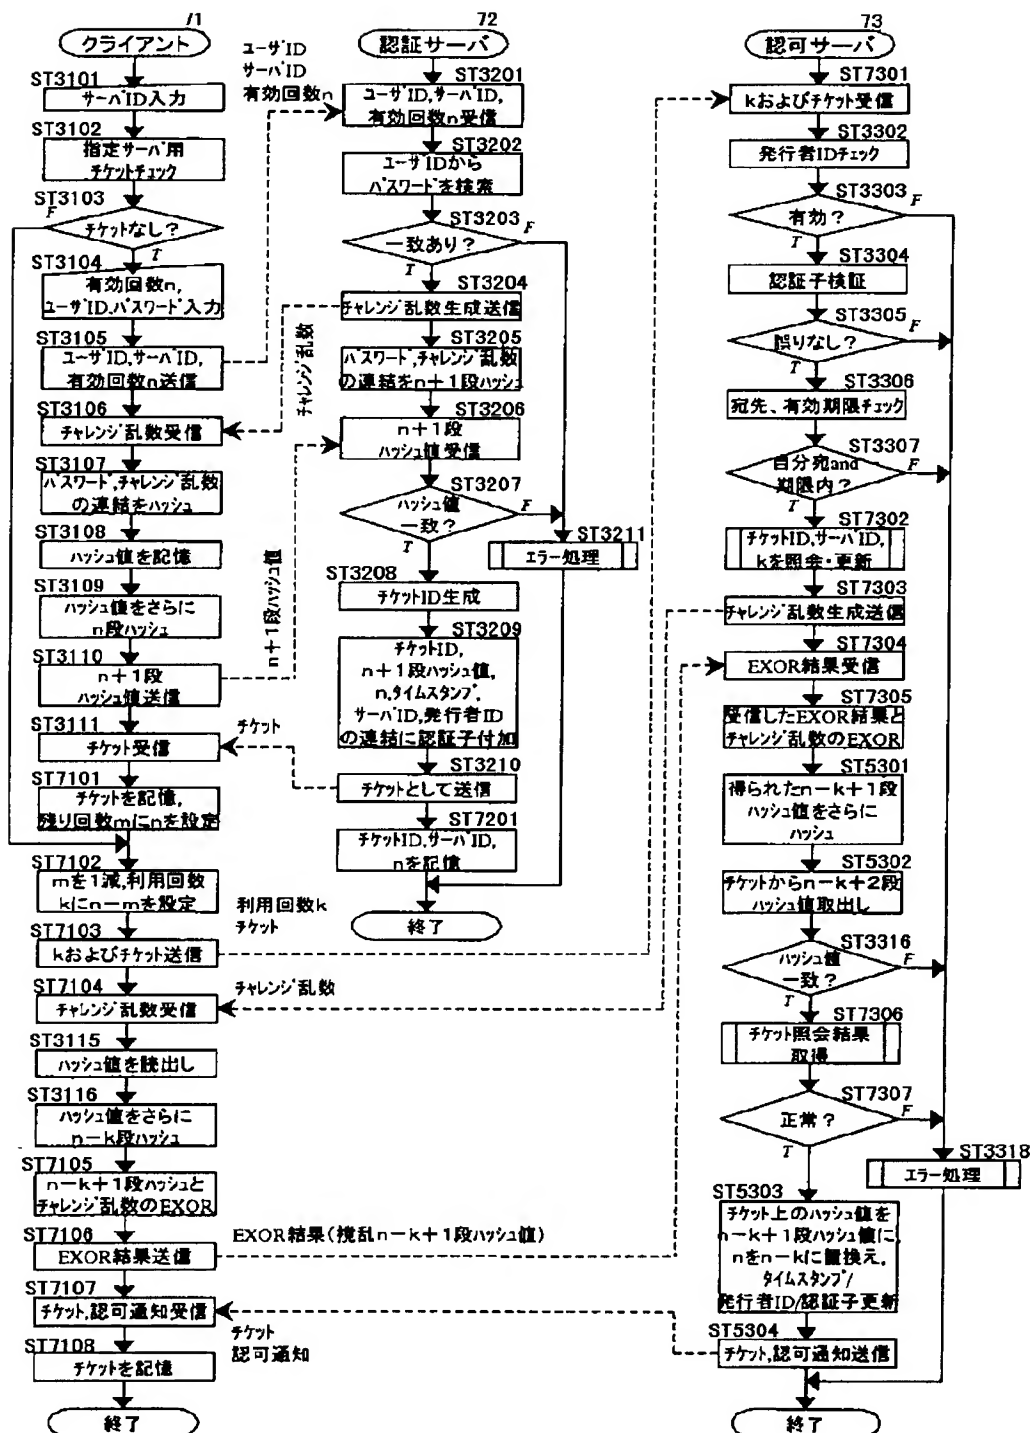 71
クライアント
ST3101
サーバID入力
ST3102
指定サーバ用
チケットチェック
ST3103
F
チケットなし?
T
ST3104
有効回数n,
ユーザID,パスワード入力
ST3105
ユーザID,サーバID,
有効回数n送信
ST3106
チャレンジ乱数受信
ST3107
パスワード,チャレンジ乱数
の連結をハッシュ
ST3108
ハッシュ値を記憶
ST3109
ハッシュ値をさらに
n段ハッシュ
ST3110
n+1段
ハッシュ値送信
ST3111
チケット受信
ST7101
チケットを記憶,
残り回数mにnを設定
ST7102
mを1減,利用回数
kにn-mを設定
ST7103
kおよびチケット送信
ST7104
チャレンジ乱数受信
ST3115
ハッシュ値を読出し
ST3116
ハッシュ値をさらに
n-k段ハッシュ
ST7105
n-k+1段ハッシュと
チャレンジ乱数のEXOR
ST7106
EXOR結果送信
ST7107
チケット,認可通知受信
ST7108
チケットを記憶
終了
ユーザID
サーバID
有効回数n
チャレンジ乱数
n+1段ハッシュ値
チケット
利用回数k
チケット
チャレンジ乱数
EXOR結果(撹乱n-k+1段ハッシュ値)
チケット
認可通知
72
認証サーバ
ST3201
ユーザID,サーバID,
有効回数n受信
ST3202
ユーザIDから
パスワードを検索
ST3203
F
一致あり?
T
ST3204
チャレンジ乱数生成送信
ST3205
パスワード,チャレンジ乱数
の連結をn+1段ハッシュ
ST3206
n+1段
ハッシュ値受信
ST3207
ハッシュ値
一致?
F
T
ST3211
エラー処理
ST3208
チケットID生成
ST3209
チケットID,
n+1段ハッシュ値,
n,タイムスタンプ,
サーバID,発行者ID
の連結に認証子付加
ST3210
チケットとして送信
ST7201
チケットID,サーバID,
nを記憶
終了
73
認可サーバ
ST7301
kおよびチケット受信
ST3302
発行者IDチェック
ST3303
有効?
F
T
ST3304
認証子検証
ST3305
誤りなし?
F
T
ST3306
宛先、有効期限チェック
ST3307
自分宛and
期限内?
F
T
ST7302
チケットID,サーバID,
kを照会・更新
ST7303
チャレンジ乱数生成送信
ST7304
EXOR結果受信
ST7305
受信したEXOR結果と
チャレンジ乱数のEXOR
ST5301
得られたn-k+1段
ハッシュ値をさらに
ハッシュ
ST5302
チケットからn-k+2段
ハッシュ値取出し
ST3316
ハッシュ値
一致?
F
T
ST7306
チケット照会結果
取得
ST7307
正常?
F
T
ST3318
エラー処理
ST5303
チケット上のハッシュ値を
n-k+1段ハッシュ値に,
nをn-kに置換え,
タイムスタンプ/
発行者ID/認証子更新
ST5304
チケット,認可通知送信
終了